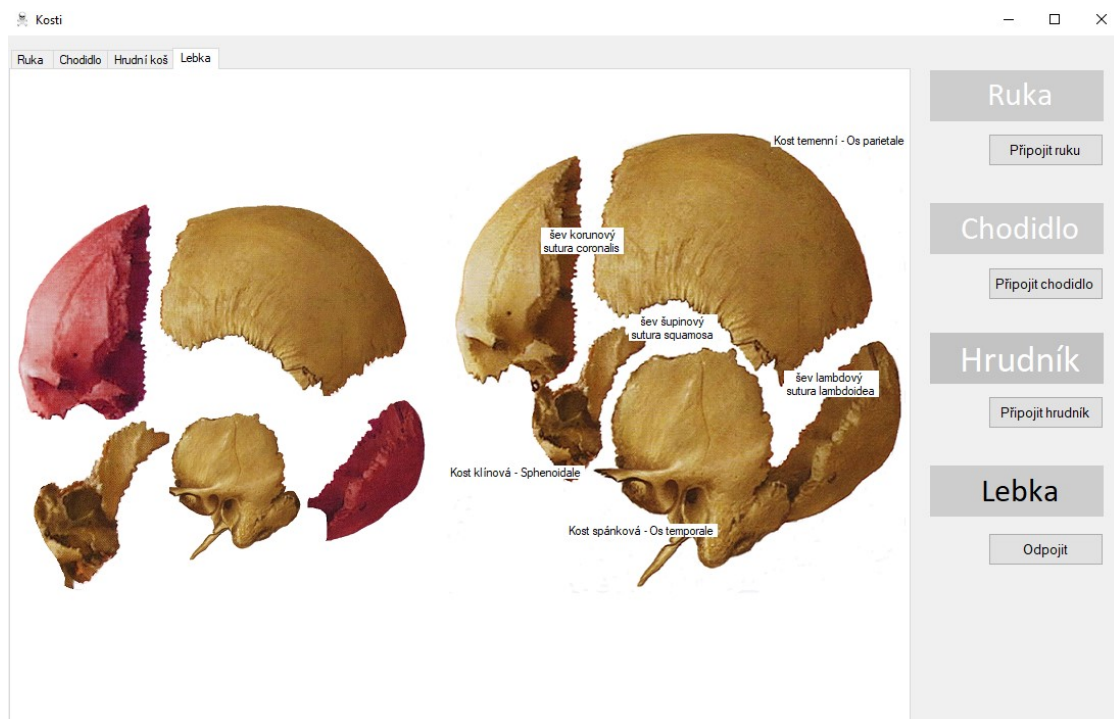 Kosti
Ruka
Chodidlo
Hrudní koš
Lebka
Kost temenní - Os parietale
šev korunový
sutura coronalis
šev šupinový
sutura squamosa
šev lambdový
sutura lambdoidea
Kost klínová - Sphenoidale
Kost spánková - Os temporale
Ruka
Připojit ruku
Chodidlo
Připojit chodidlo
Hrudník
Připojit hrudník
Lebka
Odpojit